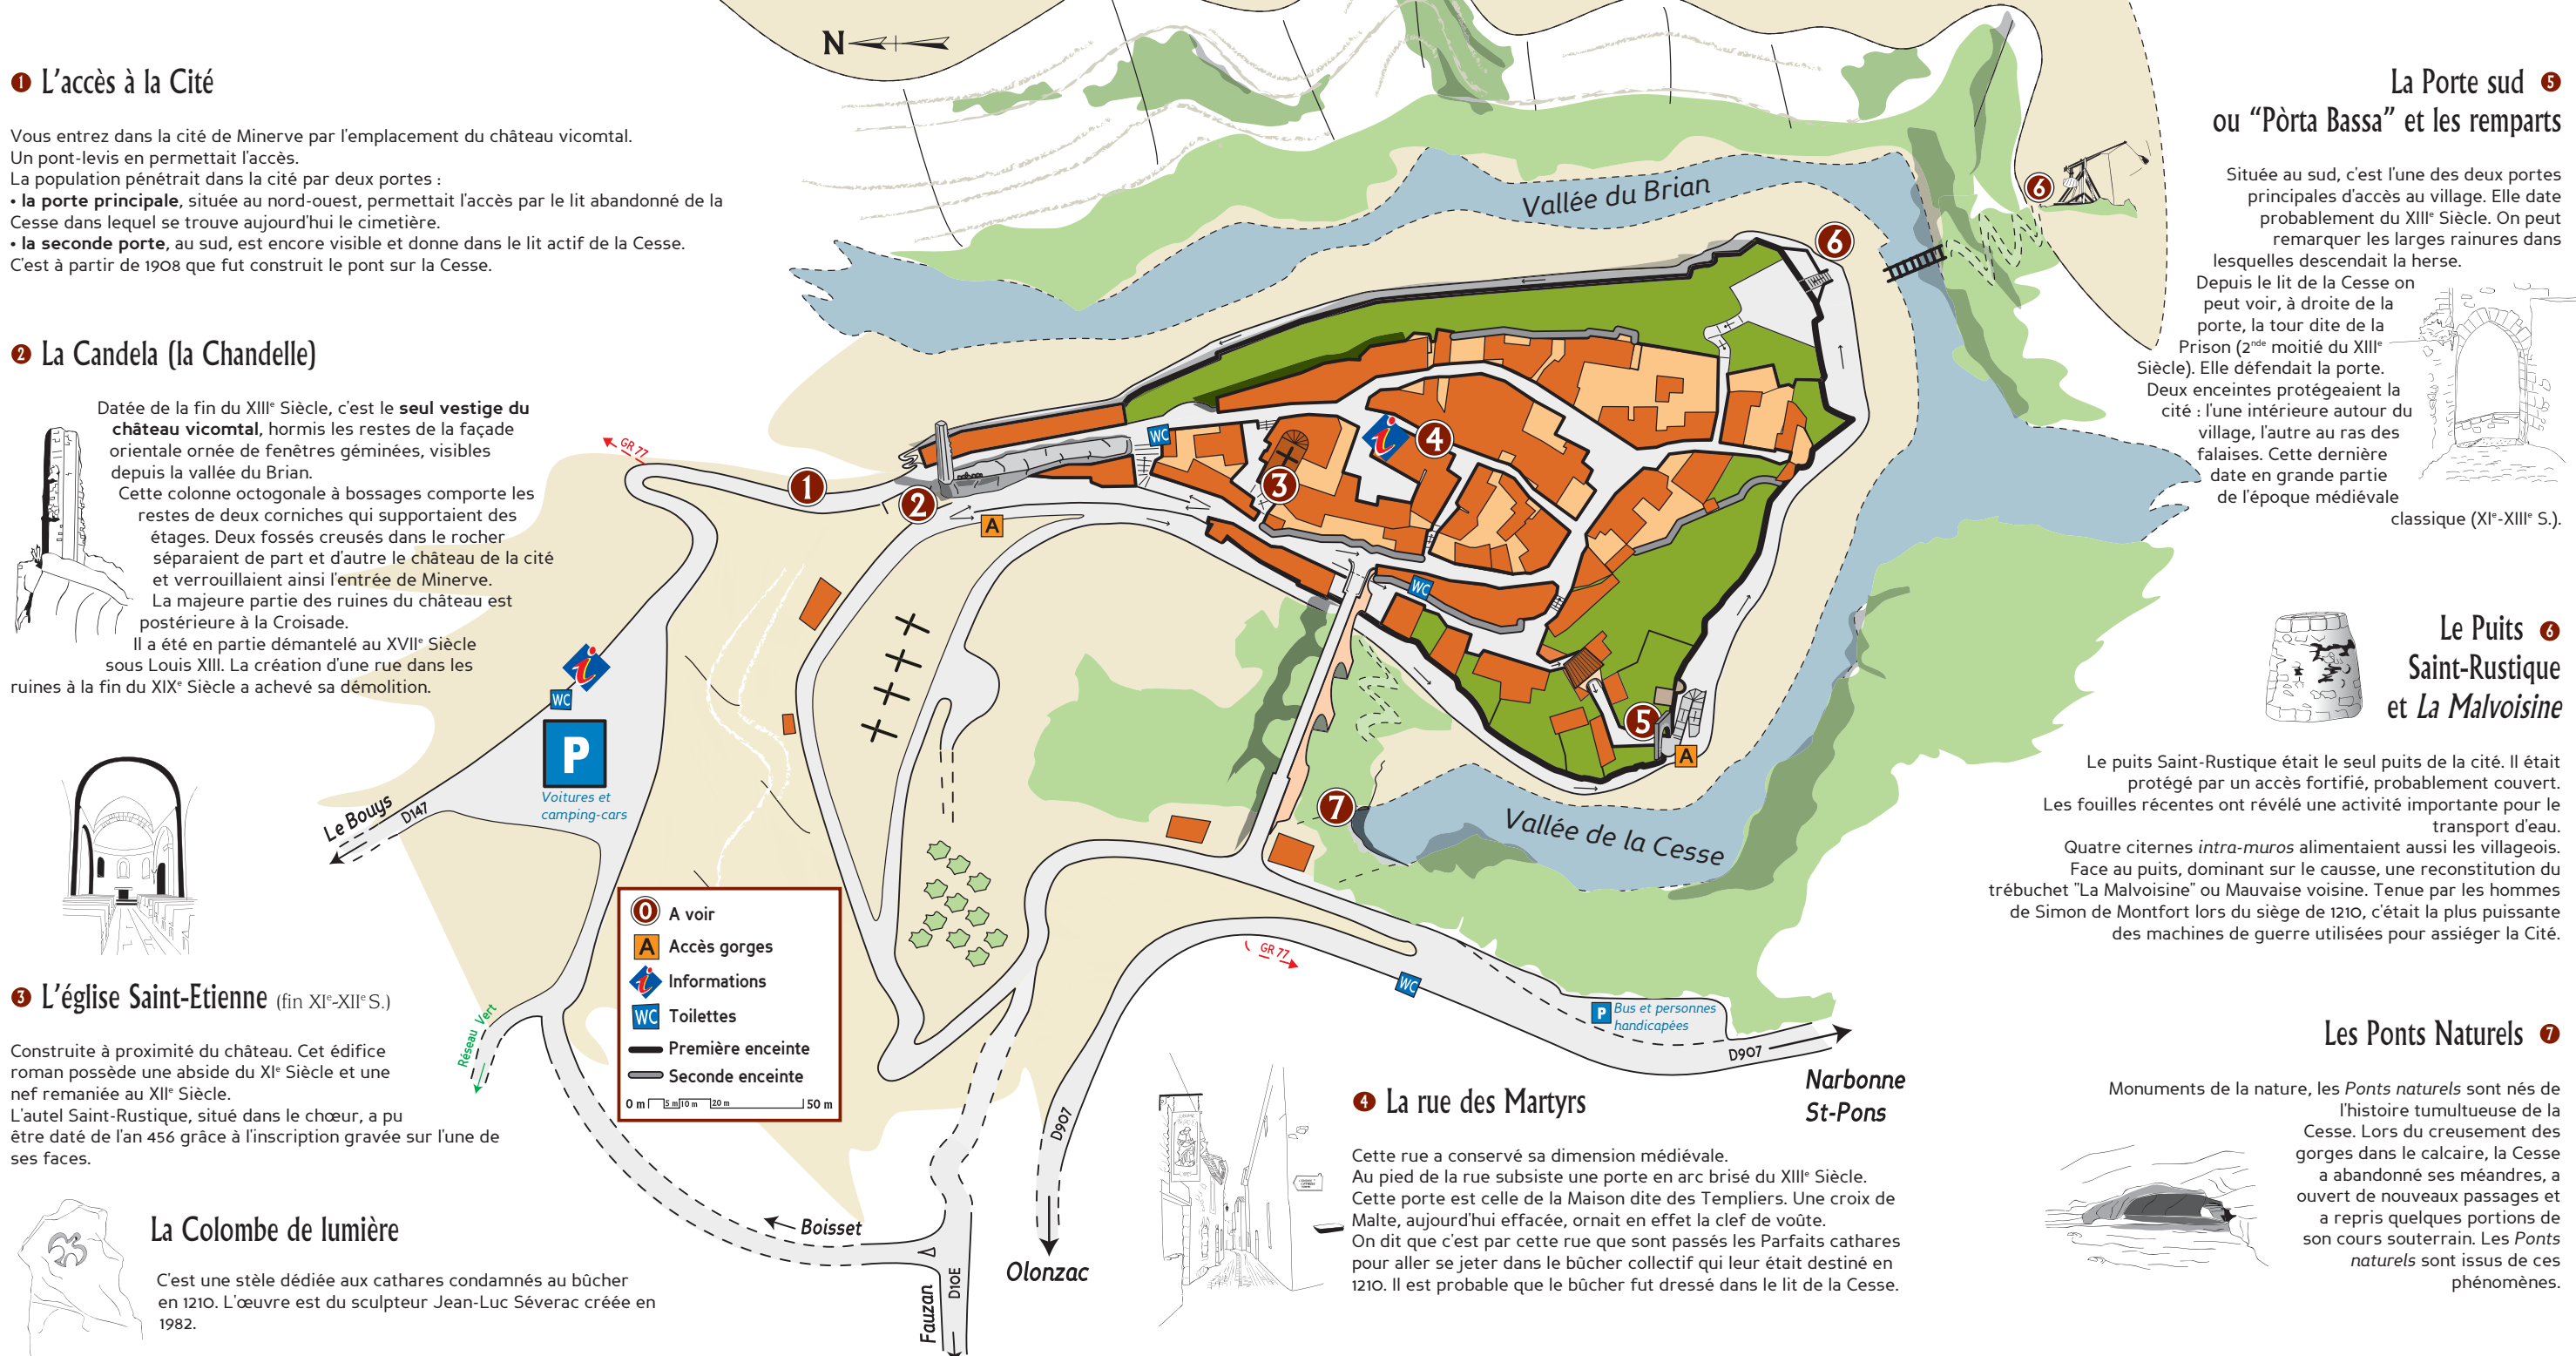 1 L'accès à la Cité
Vous entrez dans la cité de Minerve par l'emplacement du château vicomtal.
Un pont-levis en permettait l'accès.
La population pénétrait dans la cité par deux portes :
• la porte principale, située au nord-ouest, permettait l'accès par le lit abandonné de la
Cesse dans lequel se trouve aujourd'hui le cimetière.
• la seconde porte, au sud, est encore visible et donne dans le lit actif de la Cesse.
C'est à partir de 1908 que fut construit le pont sur la Cesse.
2 La Candela (la Chandelle)
Datée de la fin du XIIIe Siècle, c'est le seul vestige du
château vicomtal, hormis les restes de la façade
orientale ornée de fenêtres géminées, visibles
depuis la vallée du Brian.
Cette colonne octogonale à bossages comporte les
restes de deux corniches qui supportaient des
étages. Deux fossés creusés dans le rocher
séparaient de part et d'autre le château de la cité
et verrouillaient ainsi l'entrée de Minerve.
La majeure partie des ruines du château est
postérieure à la Croisade.
Il a été en partie démantelé au XVIIe Siècle
sous Louis XIII. La création d'une rue dans les
ruines à la fin du XIXe Siècle a achevé sa démolition.
3 L'église Saint-Etienne (fin XIe-XIIe S.)
Construite à proximité du château. Cet édifice
roman possède une abside du XIe Siècle et une
nef remaniée au XIIe Siècle.
L'autel Saint-Rustique, situé dans le chœur, a pu
être daté de l'an 456 grâce à l'inscription gravée sur l'une de
ses faces.
La Colombe de lumière
C'est une stèle dédiée aux cathares condamnés au bûcher
en 1210. L'œuvre est du sculpteur Jean-Luc Séverac créée en
1982.
N
Vallée du Brian
6
6
GR 77
1
2
A
WC
3
i
4
WC
5
A
7
Vallée de la Cesse
i
WC
P
Voitures et
camping-cars
Le Bouys
D147
Réseau Vert
0 A voir
A Accès gorges
i Informations
WC Toilettes
Première enceinte
Seconde enceinte
0 m 5 m 10 m 20 m 50 m
GR 77
WC
P Bus et personnes
handicapées
D907
Narbonne
St-Pons
D907
Olonzac
Boisset
Fauzan
D10E
4 La rue des Martyrs
Cette rue a conservé sa dimension médiévale.
Au pied de la rue subsiste une porte en arc brisé du XIIIe Siècle.
Cette porte est celle de la Maison dite des Templiers. Une croix de
Malte, aujourd'hui effacée, ornait en effet la clef de voûte.
On dit que c'est par cette rue que sont passés les Parfaits cathares
pour aller se jeter dans le bûcher collectif qui leur était destiné en
1210. Il est probable que le bûcher fut dressé dans le lit de la Cesse.
La Porte sud 5
ou “Pòrta Bassa” et les remparts
Située au sud, c'est l'une des deux portes
principales d'accès au village. Elle date
probablement du XIIIe Siècle. On peut
remarquer les larges rainures dans
lesquelles descendait la herse.
Depuis le lit de la Cesse on
peut voir, à droite de la
porte, la tour dite de la
Prison (2nde moitié du XIIIe
Siècle). Elle défendait la porte.
Deux enceintes protégeaient la
cité : l'une intérieure autour du
village, l'autre au ras des
falaises. Cette dernière
date en grande partie
de l'époque médiévale
classique (XIe-XIIIe S.).
Le Puits 6
Saint-Rustique
et La Malvoisine
Le puits Saint-Rustique était le seul puits de la cité. Il était
protégé par un accès fortifié, probablement couvert.
Les fouilles récentes ont révélé une activité importante pour le
transport d'eau.
Quatre citernes intra-muros alimentaient aussi les villageois.
Face au puits, dominant sur le causse, une reconstitution du
trébuchet "La Malvoisine" ou Mauvaise voisine. Tenue par les hommes
de Simon de Montfort lors du siège de 1210, c'était la plus puissante
des machines de guerre utilisées pour assiéger la Cité.
Les Ponts Naturels 7
Monuments de la nature, les Ponts naturels sont nés de
l'histoire tumultueuse de la
Cesse. Lors du creusement des
gorges dans le calcaire, la Cesse
a abandonné ses méandres, a
ouvert de nouveaux passages et
a repris quelques portions de
son cours souterrain. Les Ponts
naturels sont issus de ces
phénomènes.